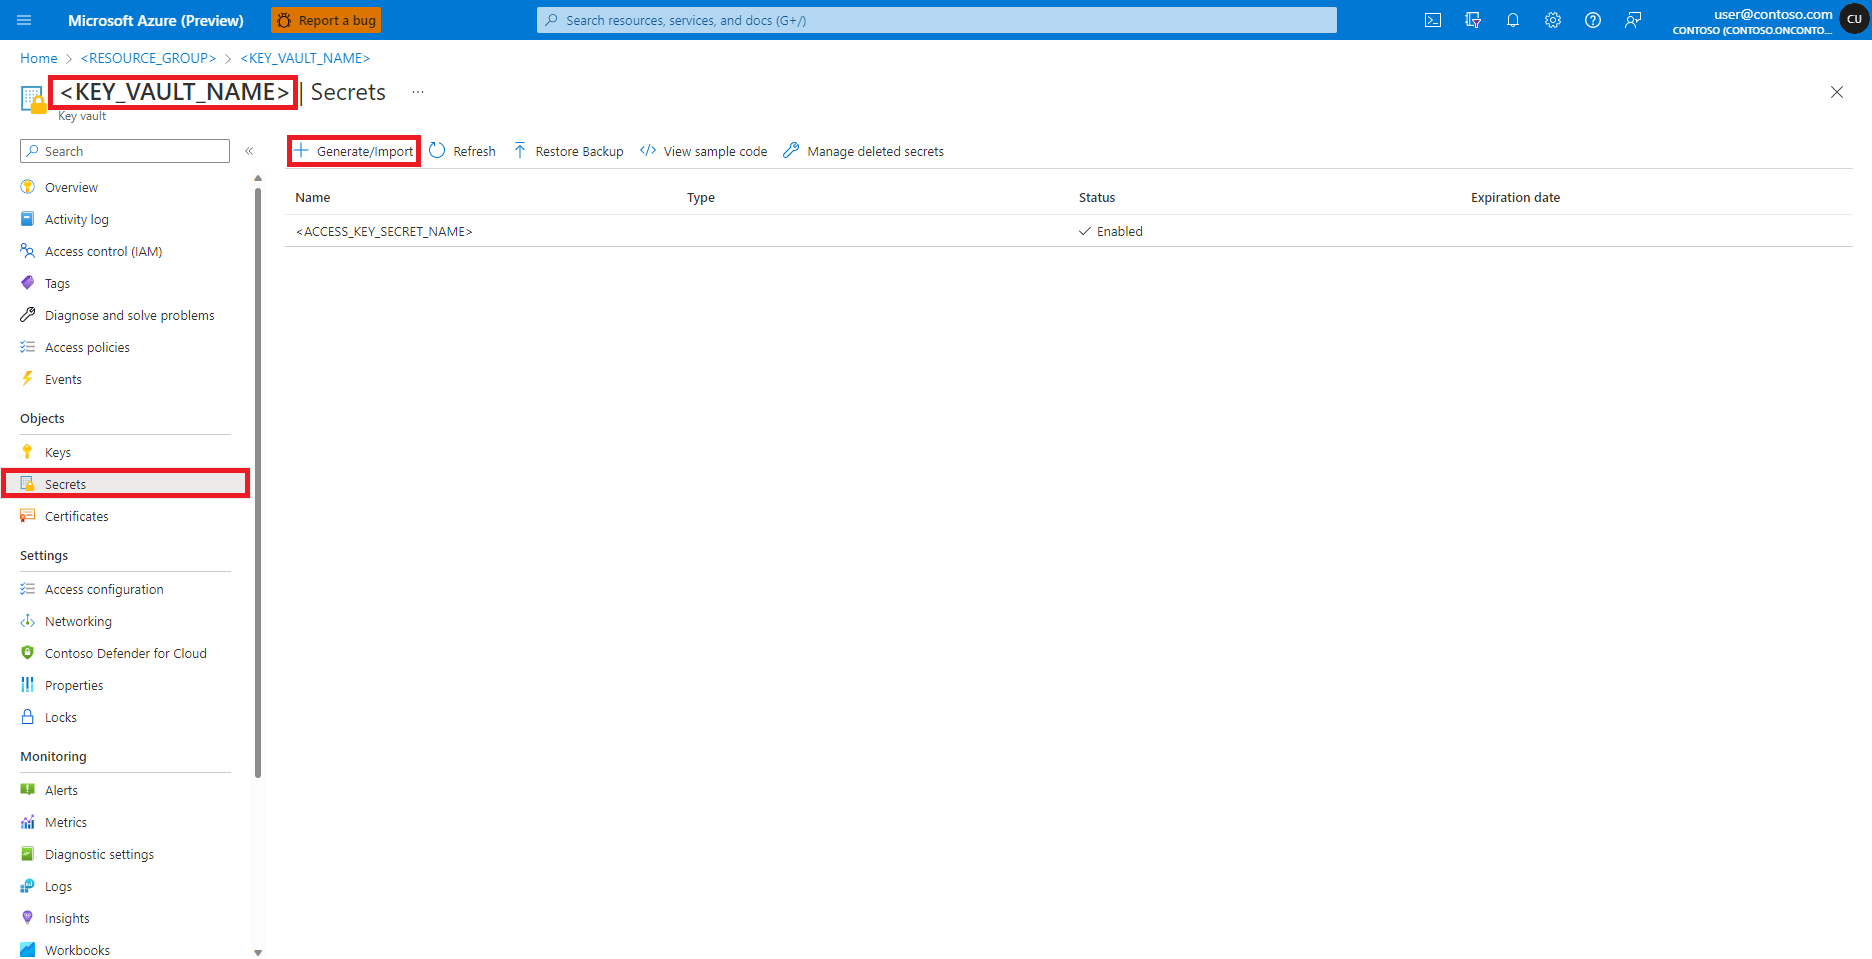 Microsoft Azure (Preview)
Report a bug
Search resources, services, and docs (G+/)
user@contoso.com
CONTOSO (CONTOSO.ONCONTO...
CU
Home > <RESOURCE_GROUP> > <KEY_VAULT_NAME>
<KEY_VAULT_NAME> | Secrets ...
Key vault
Search
«
Generate/Import
Refresh
Restore Backup
View sample code
Manage deleted secrets
Name Type Status Expiration date
<ACCESS_KEY_SECRET_NAME> Enabled
Overview
Activity log
Access control (IAM)
Tags
Diagnose and solve problems
Access policies
Events
Objects
Keys
Secrets
Certificates
Settings
Access configuration
Networking
Contoso Defender for Cloud
Properties
Locks
Monitoring
Alerts
Metrics
Diagnostic settings
Logs
Insights
Workbooks